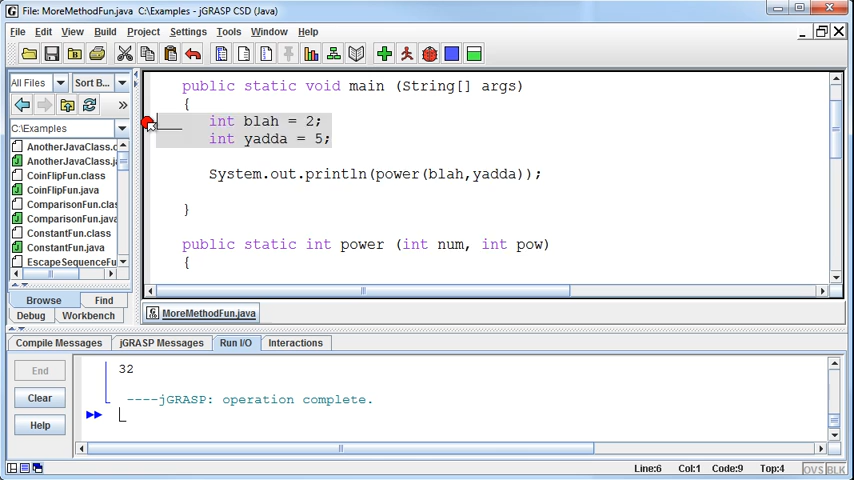 File: MoreMethodFun.java  C:\Examples - jGRASP CSD (Java)
File Edit View Build Project Settings Tools Window Help
All Files Sort B...
C:\Examples
AnotherJavaClass.c
AnotherJavaClass.ja
CoinFlipFun.class
CoinFlipFun.java
ComparisonFun.clas
ComparisonFun.java
ConstantFun.class
ConstantFun.java
EscapeSequenceFu
Browse Find
Debug Workbench
public static void main (String[] args)
{
int blah = 2;
int yadda = 5;
System.out.println(power(blah,yadda));
}
public static int power (int num, int pow)
{
MoreMethodFun.java
Compile Messages jGRASP Messages Run I/O Interactions
End
Clear
Help
32
----jGRASP: operation complete.
Line:6 Col:1 Code:9 Top:4 OVS BLK